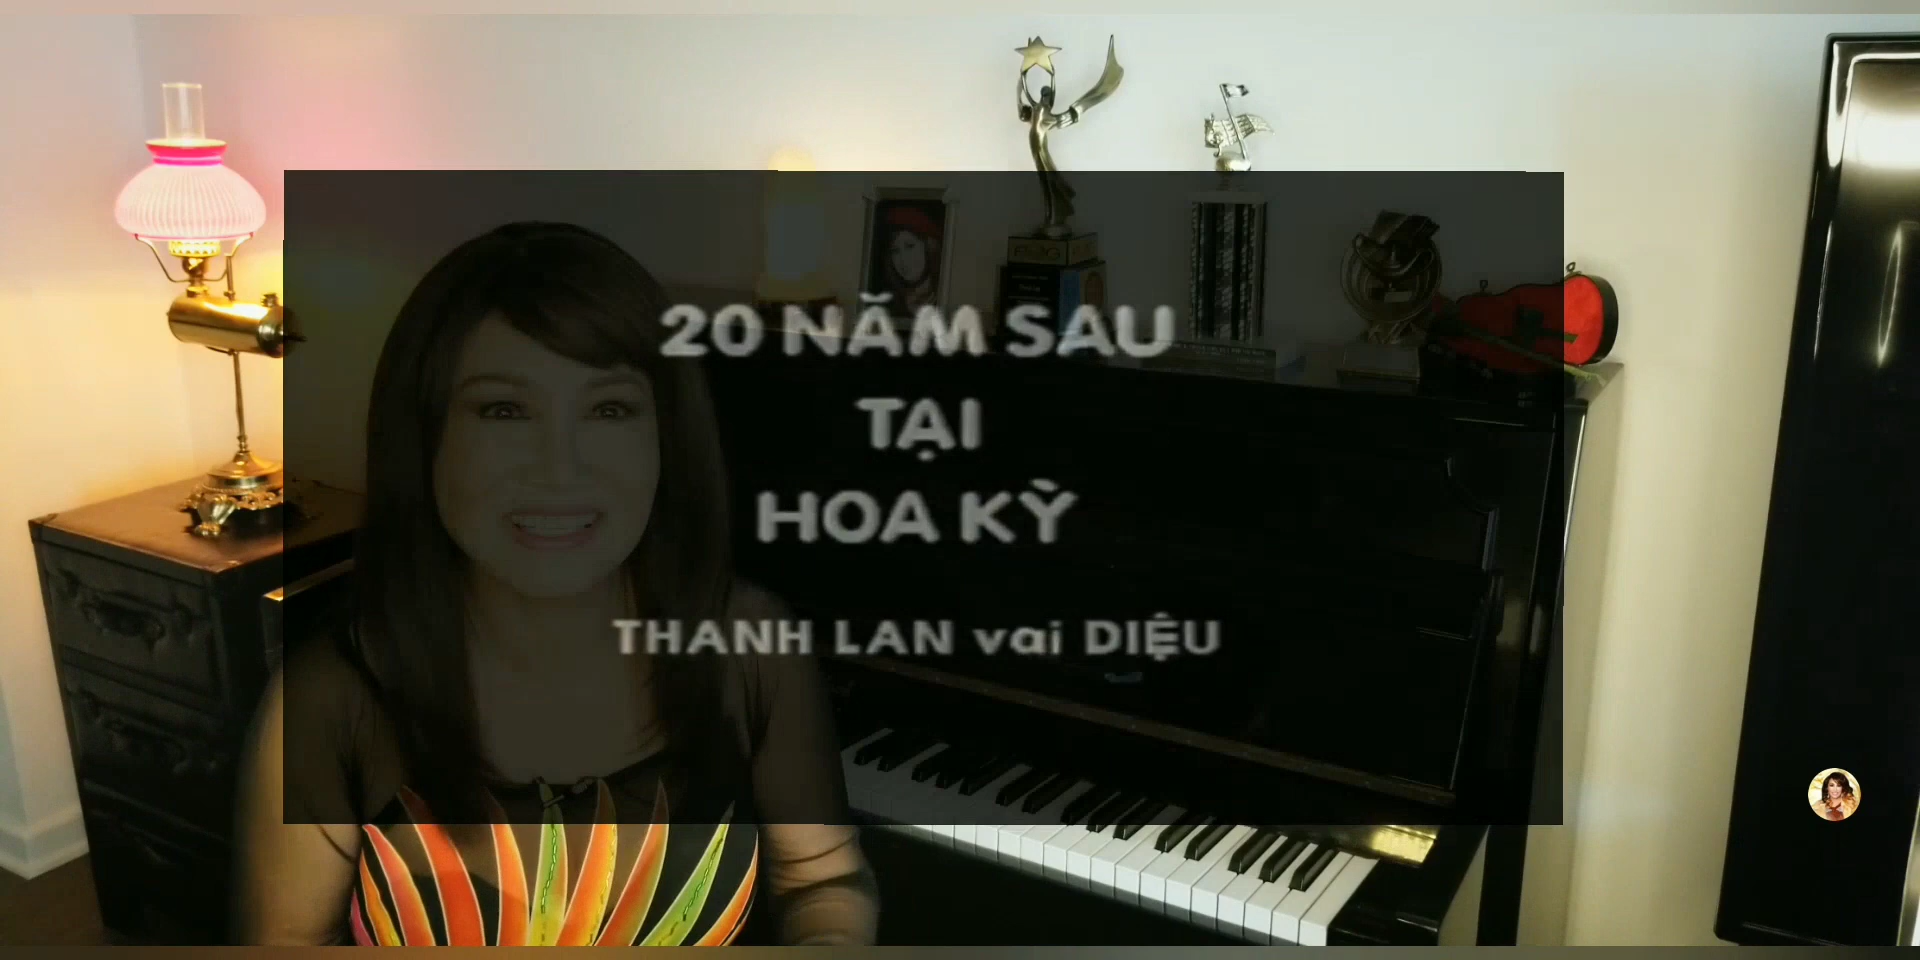 20 NĂM SAU
TẠI
HOA KỲ
THANH LAN vai DIỆU